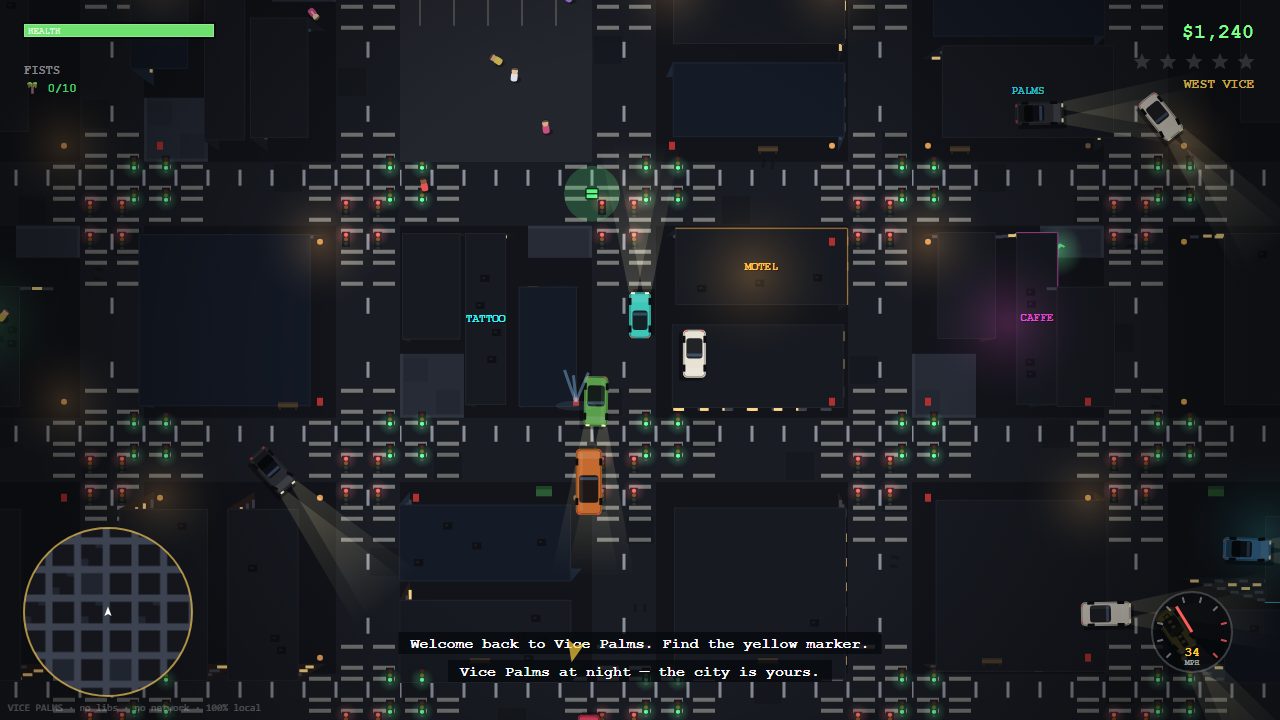 HEALTH
$1,240
FISTS
0/10
WEST VICE
PALMS
MOTEL
TATTOO
CAFFE
Welcome back to Vice Palms. Find the yellow marker.
Vice Palms at night — the city is yours.
34
MPH
VICE PALMS · no libs · no network · 100% local